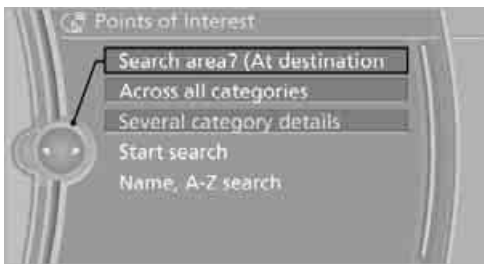 Points of Interest
Search area? (At destination
Across all categories
Several category details
Start search
Name, A-Z search